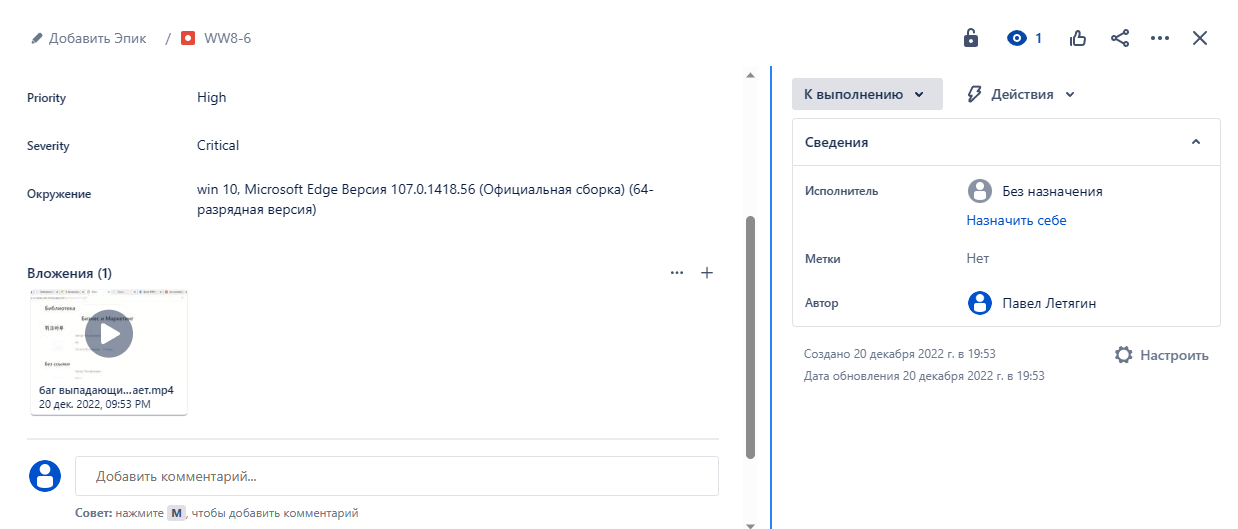 Добавить Эпик / WW8-6
1
Priority High
Severity Critical
Окружение win 10, Microsoft Edge Версия 107.0.1418.56 (Официальная сборка) (64-
разрядная версия)
Вложения (1)
Библиотека
Бизнес и Маркетинг
Без ссылки
баг выпадающи...ает.mp4
20 дек. 2022, 09:53 PM
Добавить комментарий...
Совет: нажмите M, чтобы добавить комментарий
К выполнению
Действия
Сведения
Исполнитель Без назначения
Назначить себе
Метки Нет
Автор Павел Летягин
Создано 20 декабря 2022 г. в 19:53
Настроить
Дата обновления 20 декабря 2022 г. в 19:53